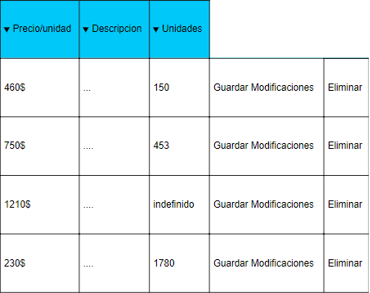 ▼ Precio/unidad ▼ Descripcion ▼ Unidades
460$ ... 150 Guardar Modificaciones Eliminar
750$ .... 453 Guardar Modificaciones Eliminar
1210$ .... indefinido Guardar Modificaciones Eliminar
230$ .... 1780 Guardar Modificaciones Eliminar